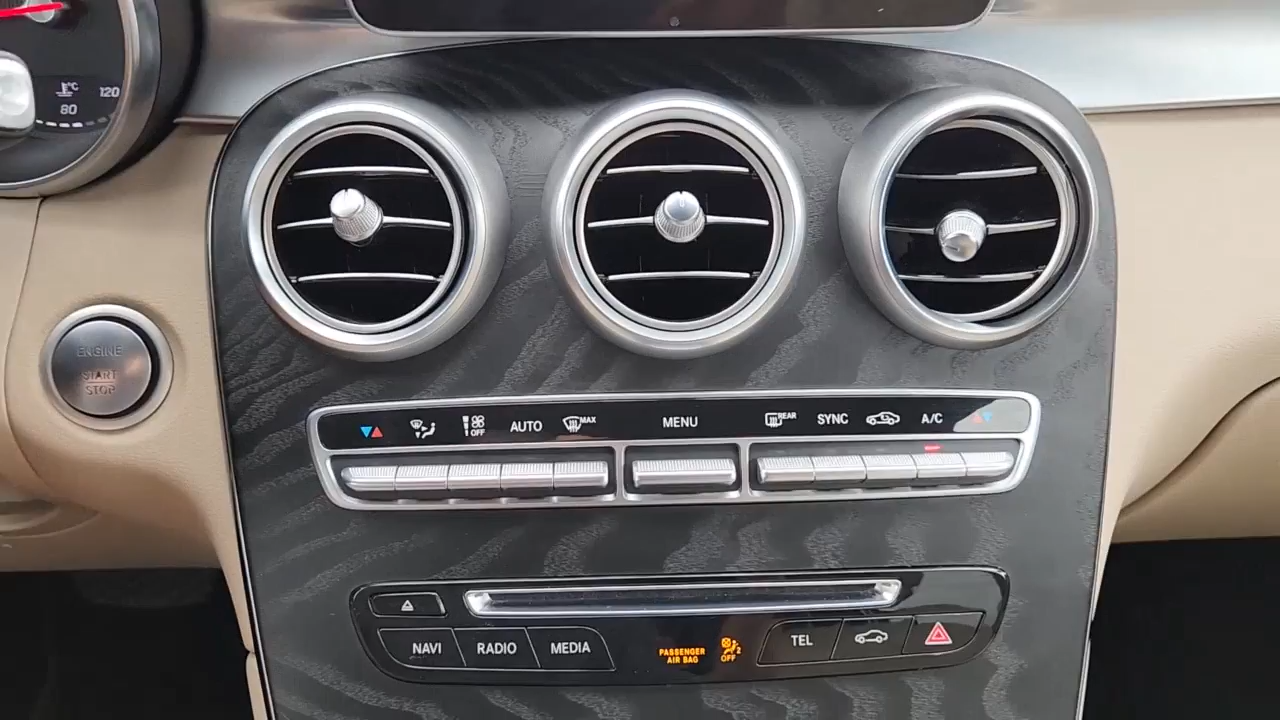 °C
120
80
ENGINE
START
STOP
OFF
AUTO
MAX
MENU
REAR
SYNC
A/C
NAVI
RADIO
MEDIA
PASSENGER
AIR BAG
2
OFF
TEL